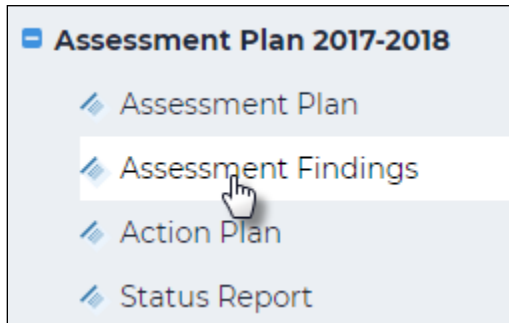 Assessment Plan 2017-2018
Assessment Plan
Assessment Findings
Action Plan
Status Report